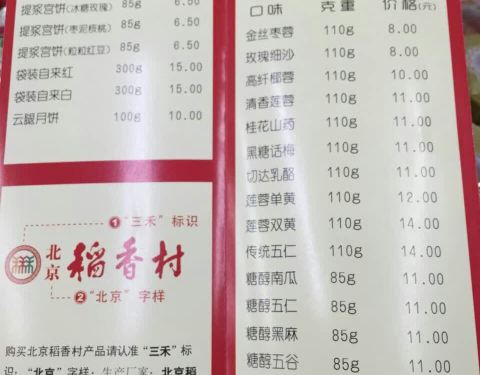 提浆宫饼(冰糖玫瑰) 85g 6.50
提浆宫饼(枣泥核桃) 85g 6.50
提浆宫饼(粒粒红豆) 85g 6.50
袋装自来红 300g 15.00
袋装自来白 300g 15.00
云腿月饼 100g 10.00
①“三禾”标识
北京稻香村
②“北京”字样
购买北京稻香村产品请认准“三禾”标
识；“北京”字样；生产厂家：北京稻
口味 克重 价格(元)
金丝枣蓉 110g 8.00
玫瑰细沙 110g 8.00
高纤椰蓉 110g 10.00
清香莲蓉 110g 11.00
桂花山药 110g 11.00
黑糖话梅 110g 11.00
切达乳酪 110g 11.00
莲蓉单黄 110g 12.00
莲蓉双黄 110g 14.00
传统五仁 110g 14.00
糖醇南瓜 85g 11.00
糖醇五仁 85g 11.00
糖醇黑麻 85g 11.00
糖醇五谷 85g 11.00